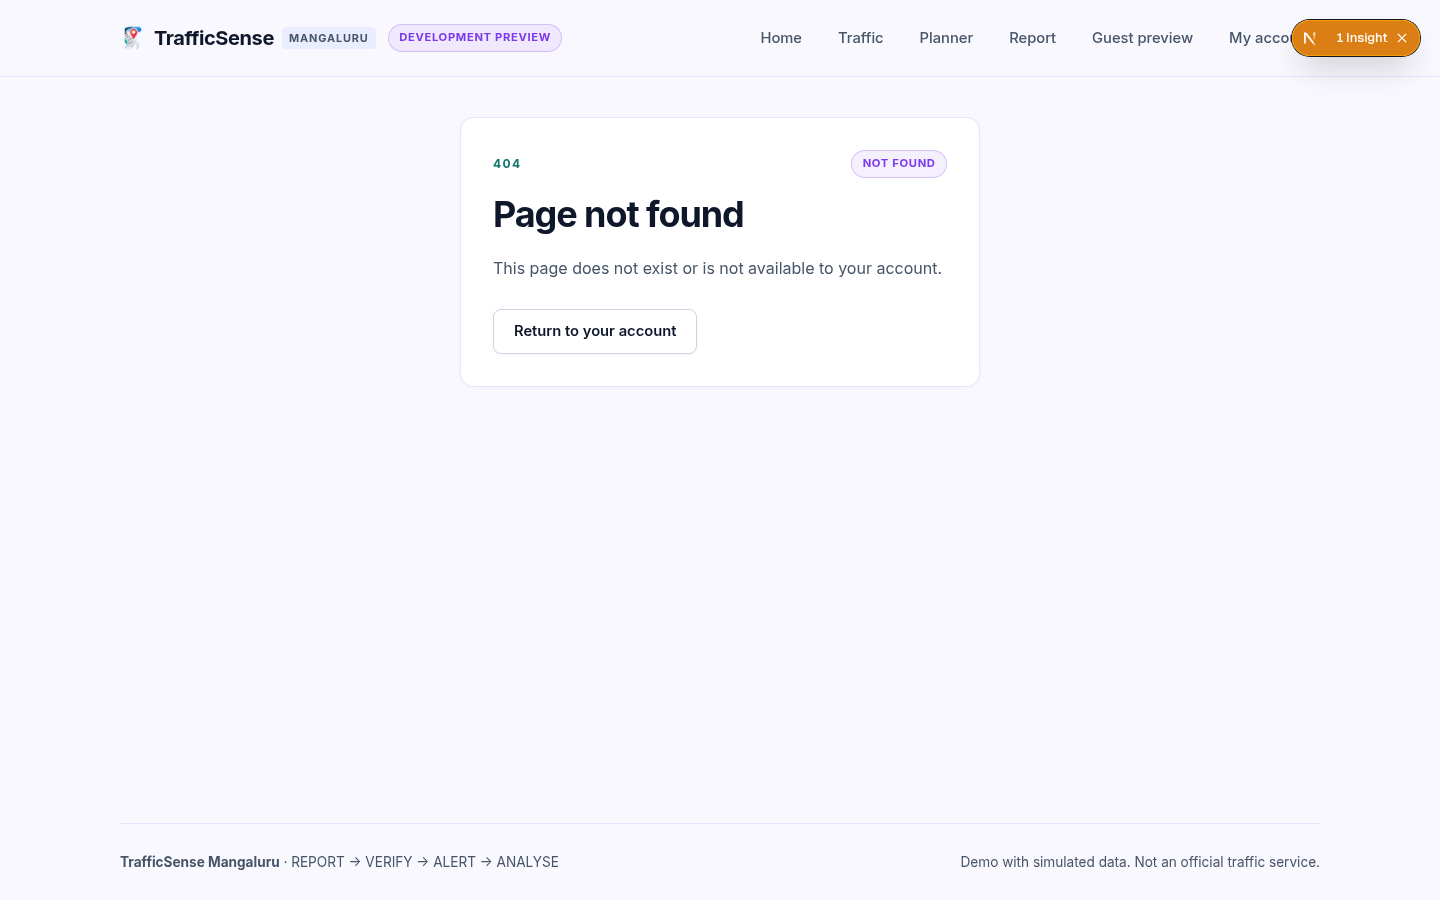 TrafficSense MANGALURU DEVELOPMENT PREVIEW Home Traffic Planner Report Guest preview My 1 Insight
404 NOT FOUND
Page not found
This page does not exist or is not available to your account.
Return to your account
TrafficSense Mangaluru · REPORT → VERIFY → ALERT → ANALYSE Demo with simulated data. Not an official traffic service.